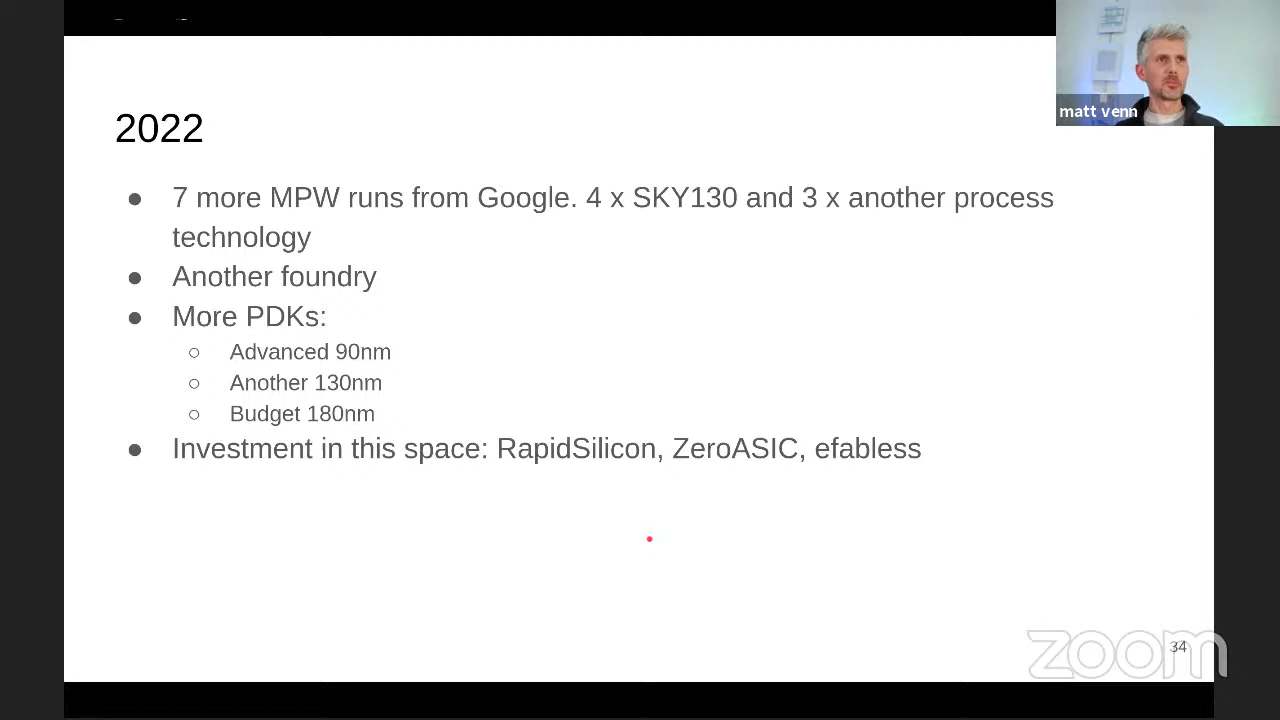 matt venn
2022
● 7 more MPW runs from Google. 4 x SKY130 and 3 x another process
technology
● Another foundry
● More PDKs:
○ Advanced 90nm
○ Another 130nm
○ Budget 180nm
● Investment in this space: RapidSilicon, ZeroASIC, efabless
34
zoom